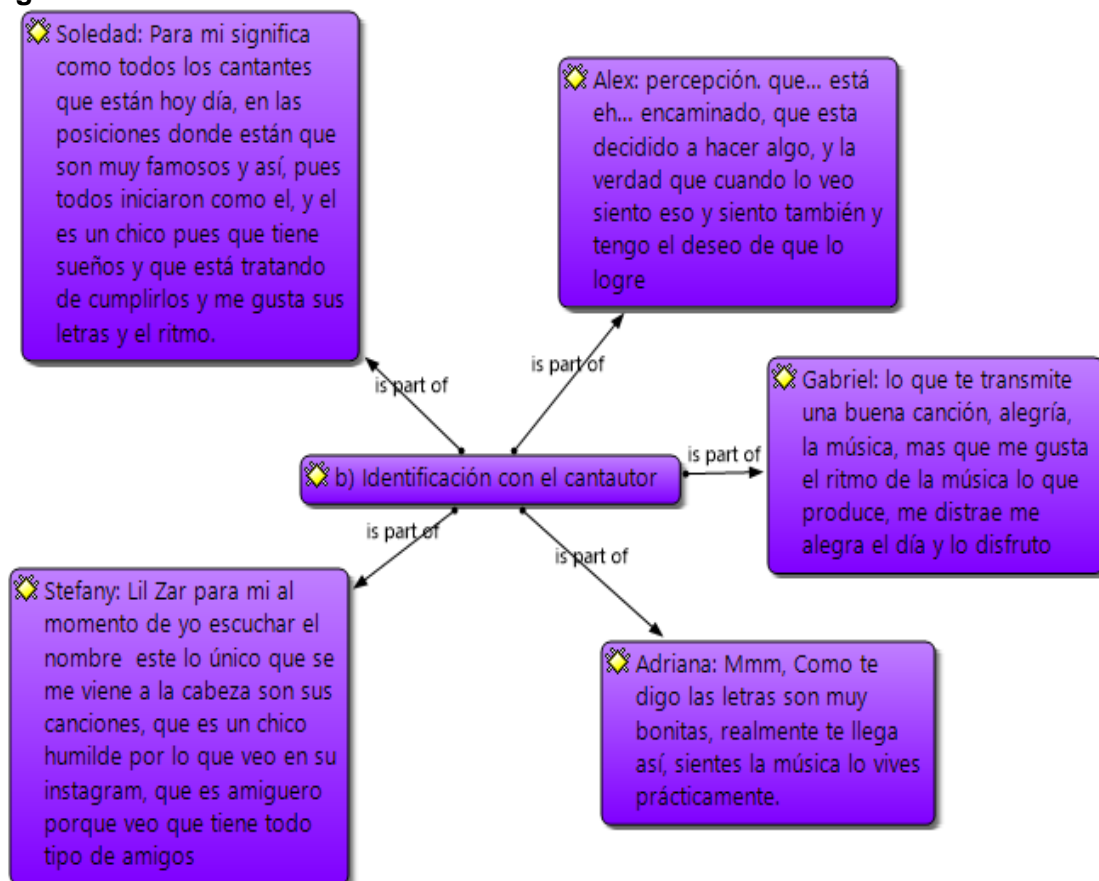 Soledad: Para mi significa
como todos los cantantes
que están hoy día, en las
posiciones donde están que
son muy famosos y así, pues
todos iniciaron como el, y el
es un chico pues que tiene
sueños y que está tratando
de cumplirlos y me gusta sus
letras y el ritmo.
Alex: percepción. que... está
eh... encaminado, que esta
decidido a hacer algo, y la
verdad que cuando lo veo
siento eso y siento también y
tengo el deseo de que lo
logre
is part of
is part of
Gabriel: lo que te transmite
una buena canción, alegría,
la música, mas que me gusta
el ritmo de la música lo que
produce, me distrae me
alegra el día y lo disfruto
is part of
b) Identificación con el cantautor
is part of
is part of
Stefany: Lil Zar para mi al
momento de yo escuchar el
nombre este lo único que se
me viene a la cabeza son sus
canciones, que es un chico
humilde por lo que veo en su
instagram, que es amiguero
porque veo que tiene todo
tipo de amigos
Adriana: Mmm, Como te
digo las letras son muy
bonitas, realmente te llega
así, sientes la música lo vives
prácticamente.